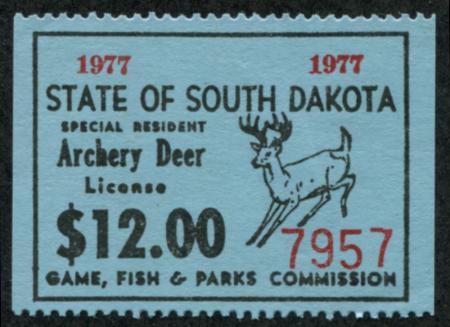 1977 1977
STATE OF SOUTH DAKOTA
SPECIAL RESIDENT
Archery Deer
License
$12.00
7957
GAME, FISH & PARKS COMMISSION